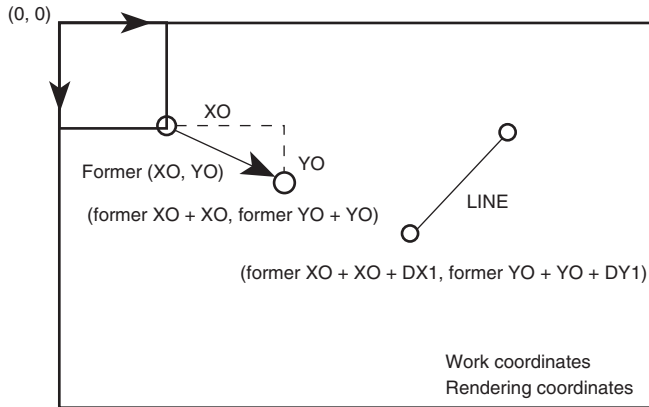 (0, 0)
XO
YO
Former (XO, YO)
(former XO + XO, former YO + YO)
LINE
(former XO + XO + DX1, former YO + YO + DY1)
Work coordinates
Rendering coordinates